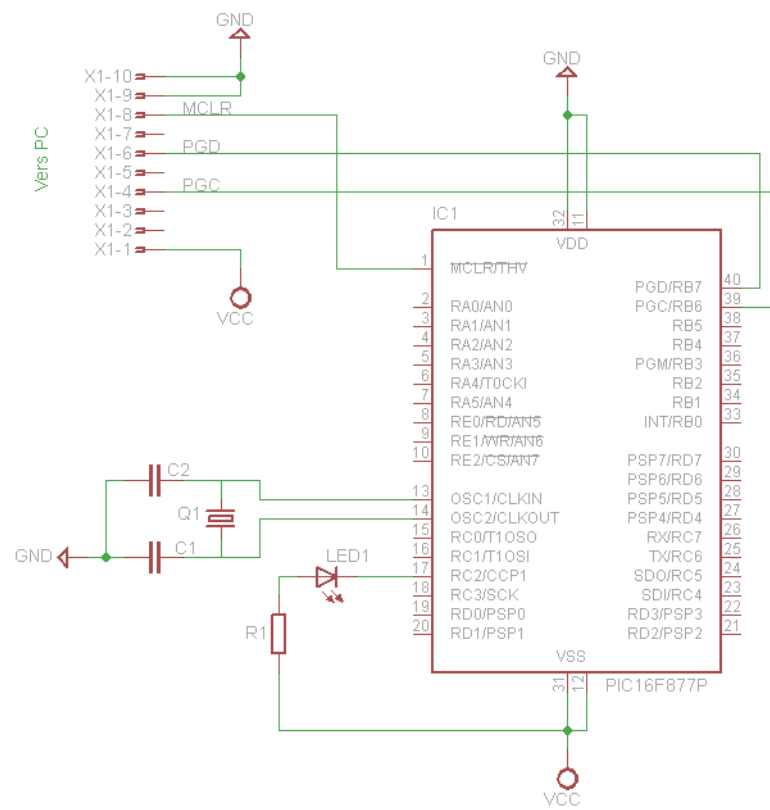 GND
X1-10
X1-9
X1-8
MCLR
X1-7
X1-6
PGD
X1-5
X1-4
PGC
X1-3
X1-2
X1-1
Vers PC
VCC
GND
IC1
32
11
VDD
1
MCLR/THV
2
RA0/AN0
3
RA1/AN1
4
RA2/AN2
5
RA3/AN3
6
RA4/T0CKI
7
RA5/AN4
8
RE0/RD/AN5
9
RE1/WR/AN6
10
RE2/CS/AN7
13
OSC1/CLKIN
14
OSC2/CLKOUT
15
RC0/T1OSO
16
RC1/T1OSI
17
RC2/CCP1
18
RC3/SCK
19
RD0/PSP0
20
RD1/PSP1
PGD/RB7
40
PGC/RB6
39
RB5
38
RB4
37
PGM/RB3
36
RB2
35
RB1
34
INT/RB0
33
PSP7/RD7
30
PSP6/RD6
29
PSP5/RD5
28
PSP4/RD4
27
RX/RC7
26
TX/RC6
25
SDO/RC5
24
SDI/RC4
23
RD3/PSP3
22
RD2/PSP2
21
VSS
31
12
PIC16F877P
C2
Q1
GND
C1
LED1
R1
VCC